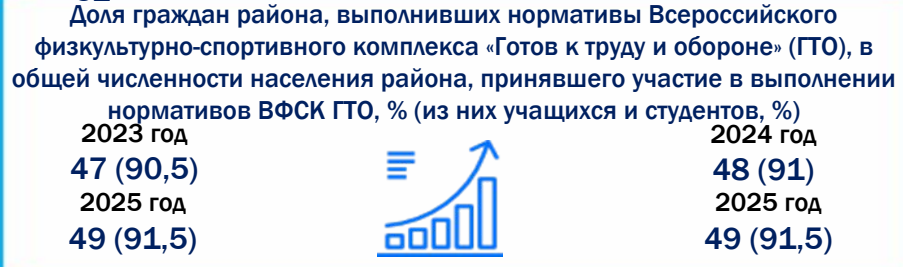 Доля граждан района, выполнивших нормативы Всероссийского
физкультурно-спортивного комплекса «Готов к труду и обороне» (ГТО), в
общей численности населения района, принявшего участие в выполнении
нормативов ВФСК ГТО, % (из них учащихся и студентов, %)
2023 год
2024 год
47 (90,5)
48 (91)
2025 год
2025 год
49 (91,5)
49 (91,5)